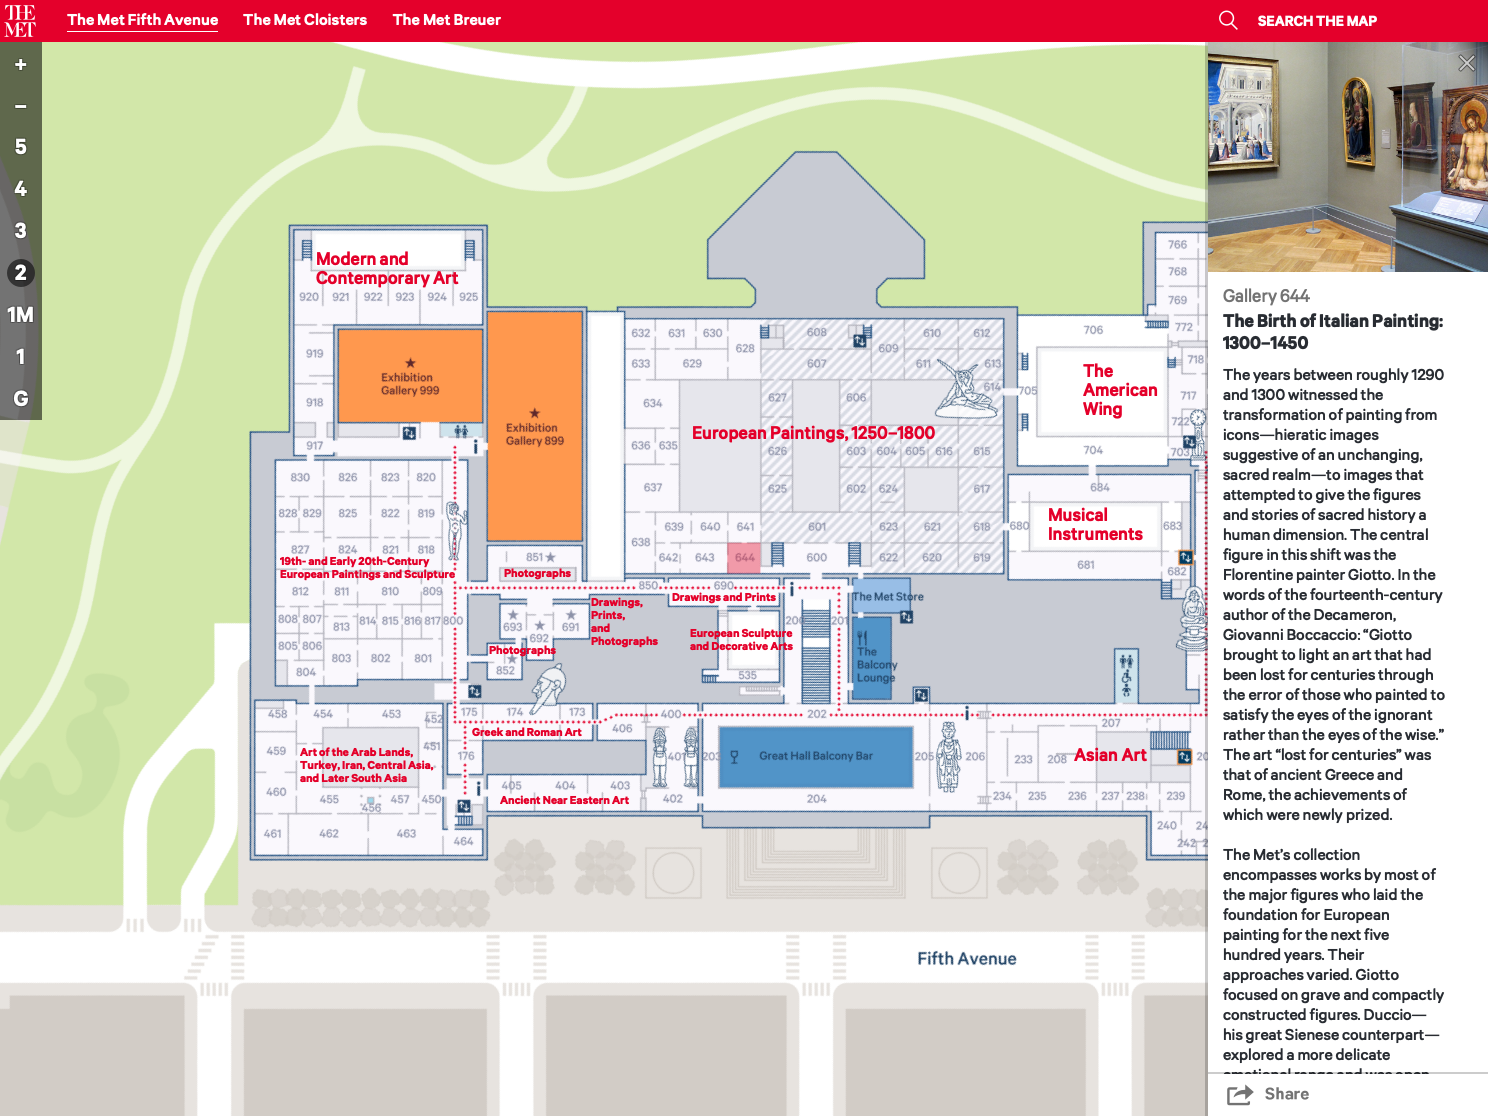 THE MET
The Met Fifth Avenue
The Met Cloisters
The Met Breuer
SEARCH THE MAP
+
−
5
4
3
2
1M
1
G
Modern and
Contemporary Art
920 921 922 923 924 925
919
Exhibition
Gallery 999
918
917
Exhibition
Gallery 899
632 631 630
628
608
610 612
609
633 629
607
611 613
614
634
627
606
European Paintings, 1250–1800
636 635
626
603 604 605 616 615
637
625
602 624
617
639 640 641
601
623 621 618
638
642 643 644
600
622 620 619
706
705
The
American
Wing
704
703
766
768
769
772
718
717
722
684
680
Musical
Instruments
683
681
682
830 826 823 820
828 829 825 822 819
827 824 821 818
19th- and Early 20th-Century
European Paintings and Sculpture
812 811 810 809
808 807 813 814 815 816 817 800
805 806
803 802 801
804
851
Photographs
850
690
Drawings and Prints
Drawings,
Prints,
and
Photographs
693
692
691
Photographs
852
European Sculpture
and Decorative Arts
535
200
201
The Met Store
The
Balcony
Lounge
458 454 453 452
459
451
Art of the Arab Lands,
Turkey, Iran, Central Asia,
and Later South Asia
460
455 456 457 450
461 462 463 464
175 174 173
Greek and Roman Art
176
406
400
401
405 404 403
Ancient Near Eastern Art
402
202
203
Great Hall Balcony Bar
205
206
204
207
233 208
Asian Art
234 235 236 237 238 239
240
242
Fifth Avenue
Gallery 644
The Birth of Italian Painting:
1300–1450
The years between roughly 1290
and 1300 witnessed the
transformation of painting from
icons—hieratic images
suggestive of an unchanging,
sacred realm—to images that
attempted to give the figures
and stories of sacred history a
human dimension. The central
figure in this shift was the
Florentine painter Giotto. In the
words of the fourteenth-century
author of the Decameron,
Giovanni Boccaccio: “Giotto
brought to light an art that had
been lost for centuries through
the error of those who painted to
satisfy the eyes of the ignorant
rather than the eyes of the wise.”
The art “lost for centuries” was
that of ancient Greece and
Rome, the achievements of
which were newly prized.
The Met’s collection
encompasses works by most of
the major figures who laid the
foundation for European
painting for the next five
hundred years. Their
approaches varied. Giotto
focused on grave and compactly
constructed figures. Duccio—
his great Sienese counterpart—
explored a more delicate
emotional range and was open
Share